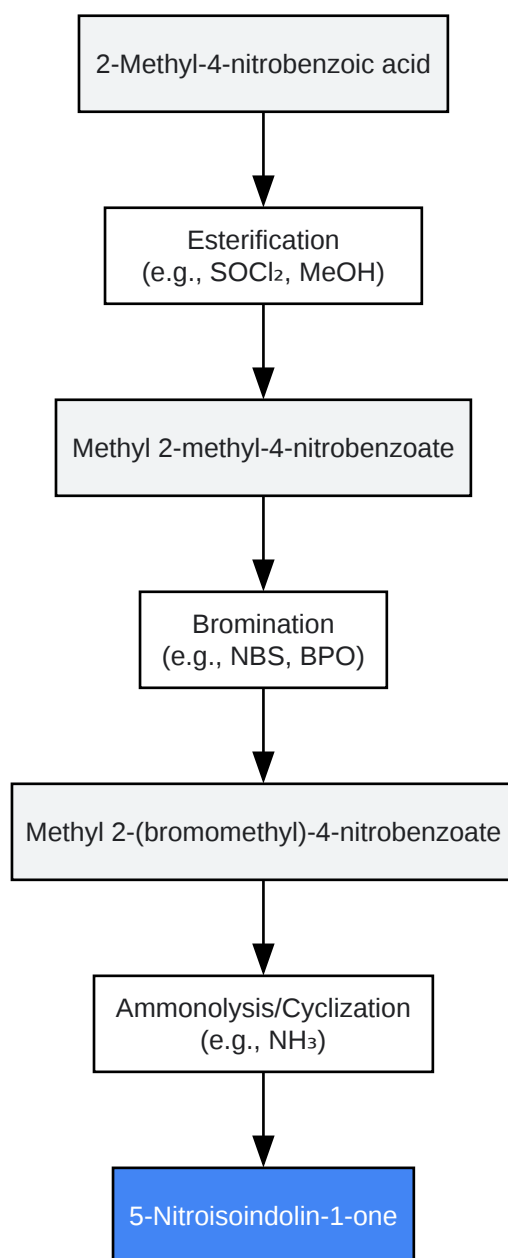 2-Methyl-4-nitrobenzoic acid
Esterification
(e.g., SOCl₂, MeOH)
Methyl 2-methyl-4-nitrobenzoate
Bromination
(e.g., NBS, BPO)
Methyl 2-(bromomethyl)-4-nitrobenzoate
Ammonolysis/Cyclization
(e.g., NH₃)
5-Nitroisoindolin-1-one